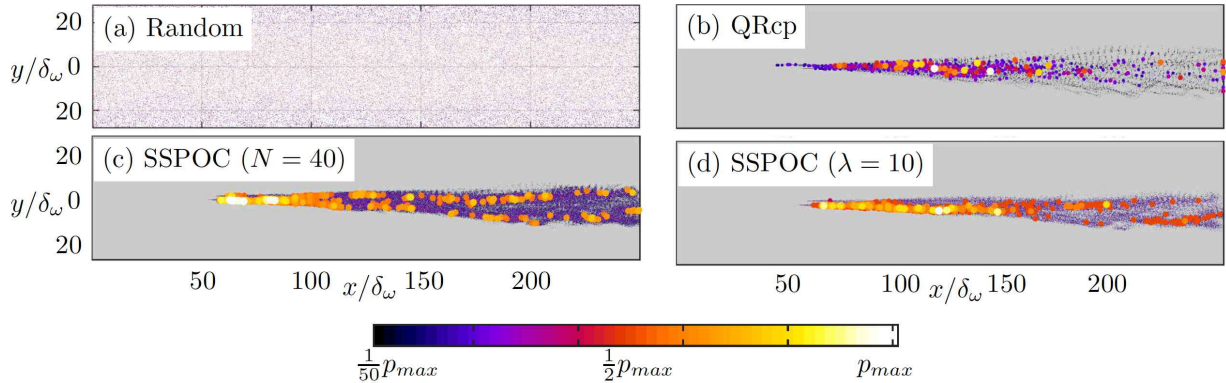 (a) Random
20
y/δω 0
20
(b) QRcp
(c) SSPOC (N = 40)
20
y/δω 0
20
50 100 150 200
x/δω
(d) SSPOC (λ = 10)
50 100 150 200
x/δω
1/50 pmax 1/2 pmax pmax